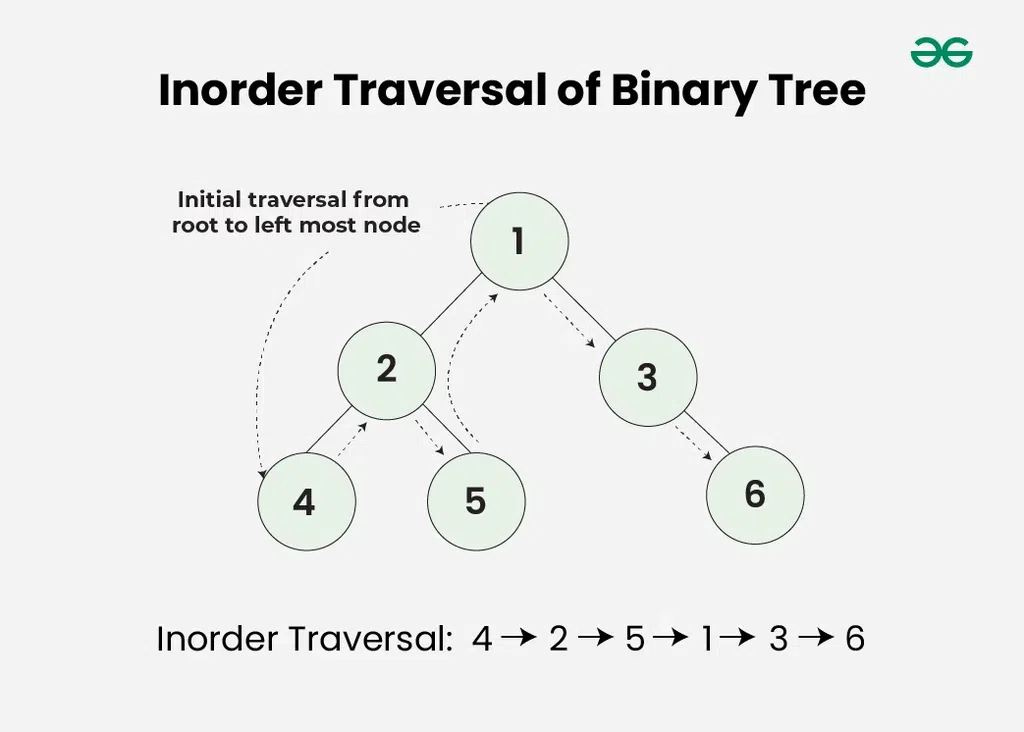 Inorder Traversal of Binary Tree
Initial traversal from
root to left most node
1
2
3
4
5
6
Inorder Traversal: 4 → 2 → 5 → 1 → 3 → 6